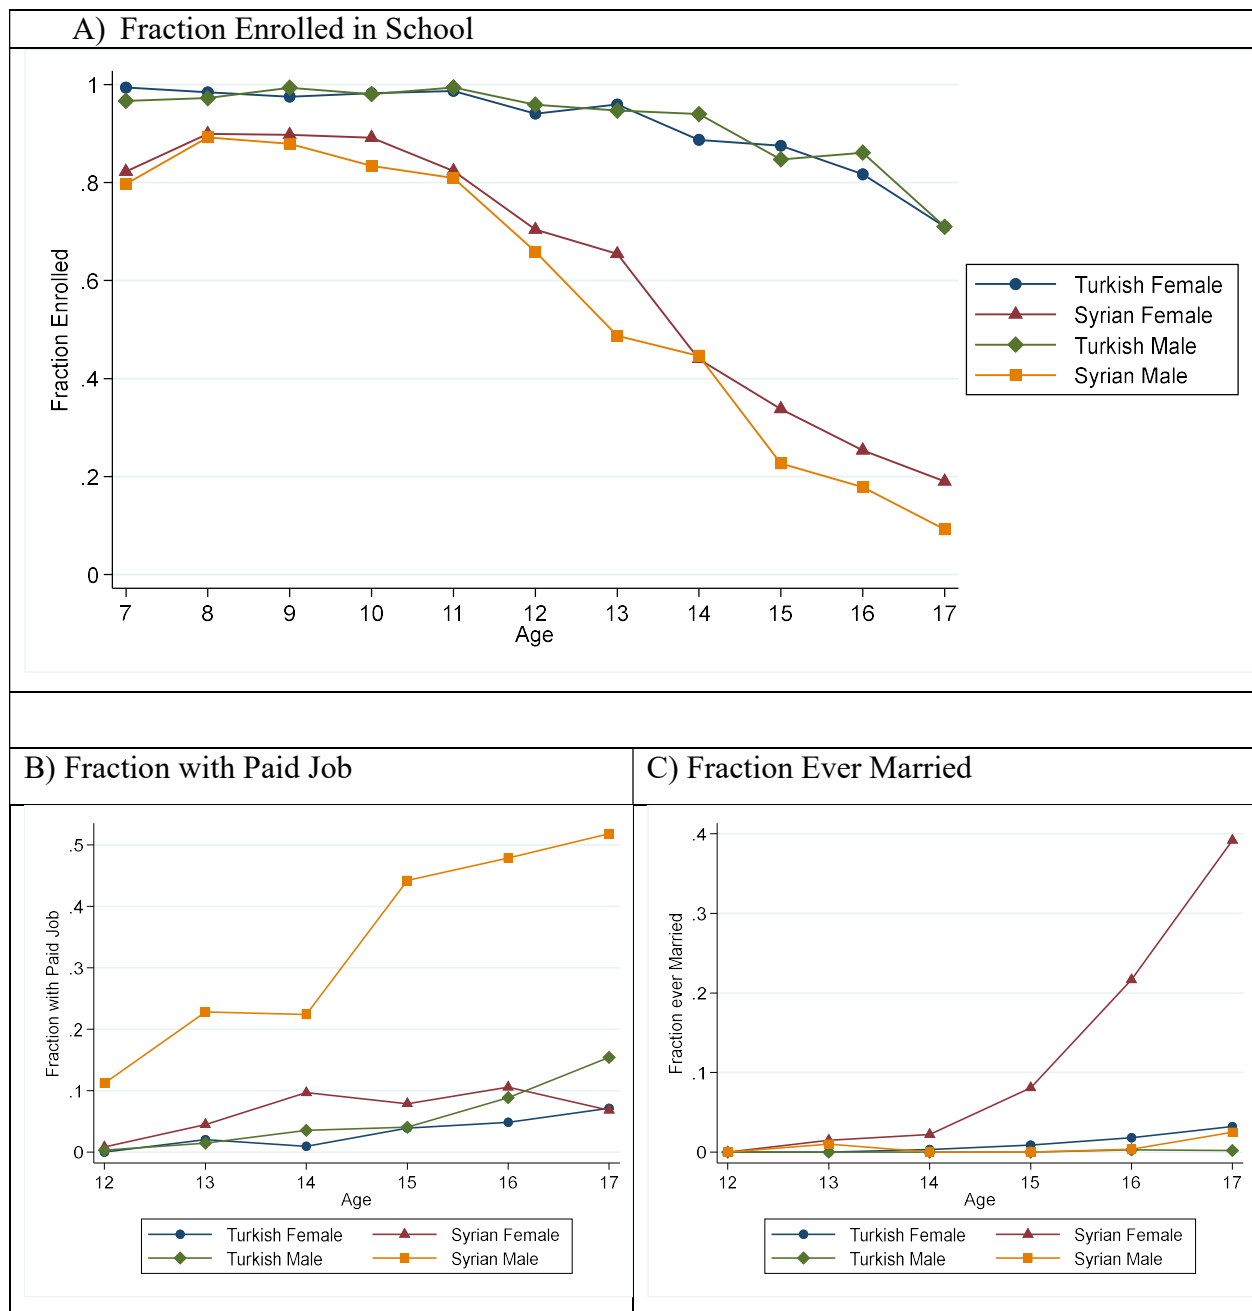 A) Fraction Enrolled in School
1
.8
.6
.4
.2
0
Fraction Enrolled
7 8 9 10 11 12 13 14 15 16 17
Age
Turkish Female
Syrian Female
Turkish Male
Syrian Male
B) Fraction with Paid Job
.5
.4
.3
.2
.1
0
Fraction with Paid Job
12 13 14 15 16 17
Age
Turkish Female Syrian Female
Turkish Male Syrian Male
C) Fraction Ever Married
.4
.3
.2
.1
0
Fraction ever Married
12 13 14 15 16 17
Age
Turkish Female Syrian Female
Turkish Male Syrian Male